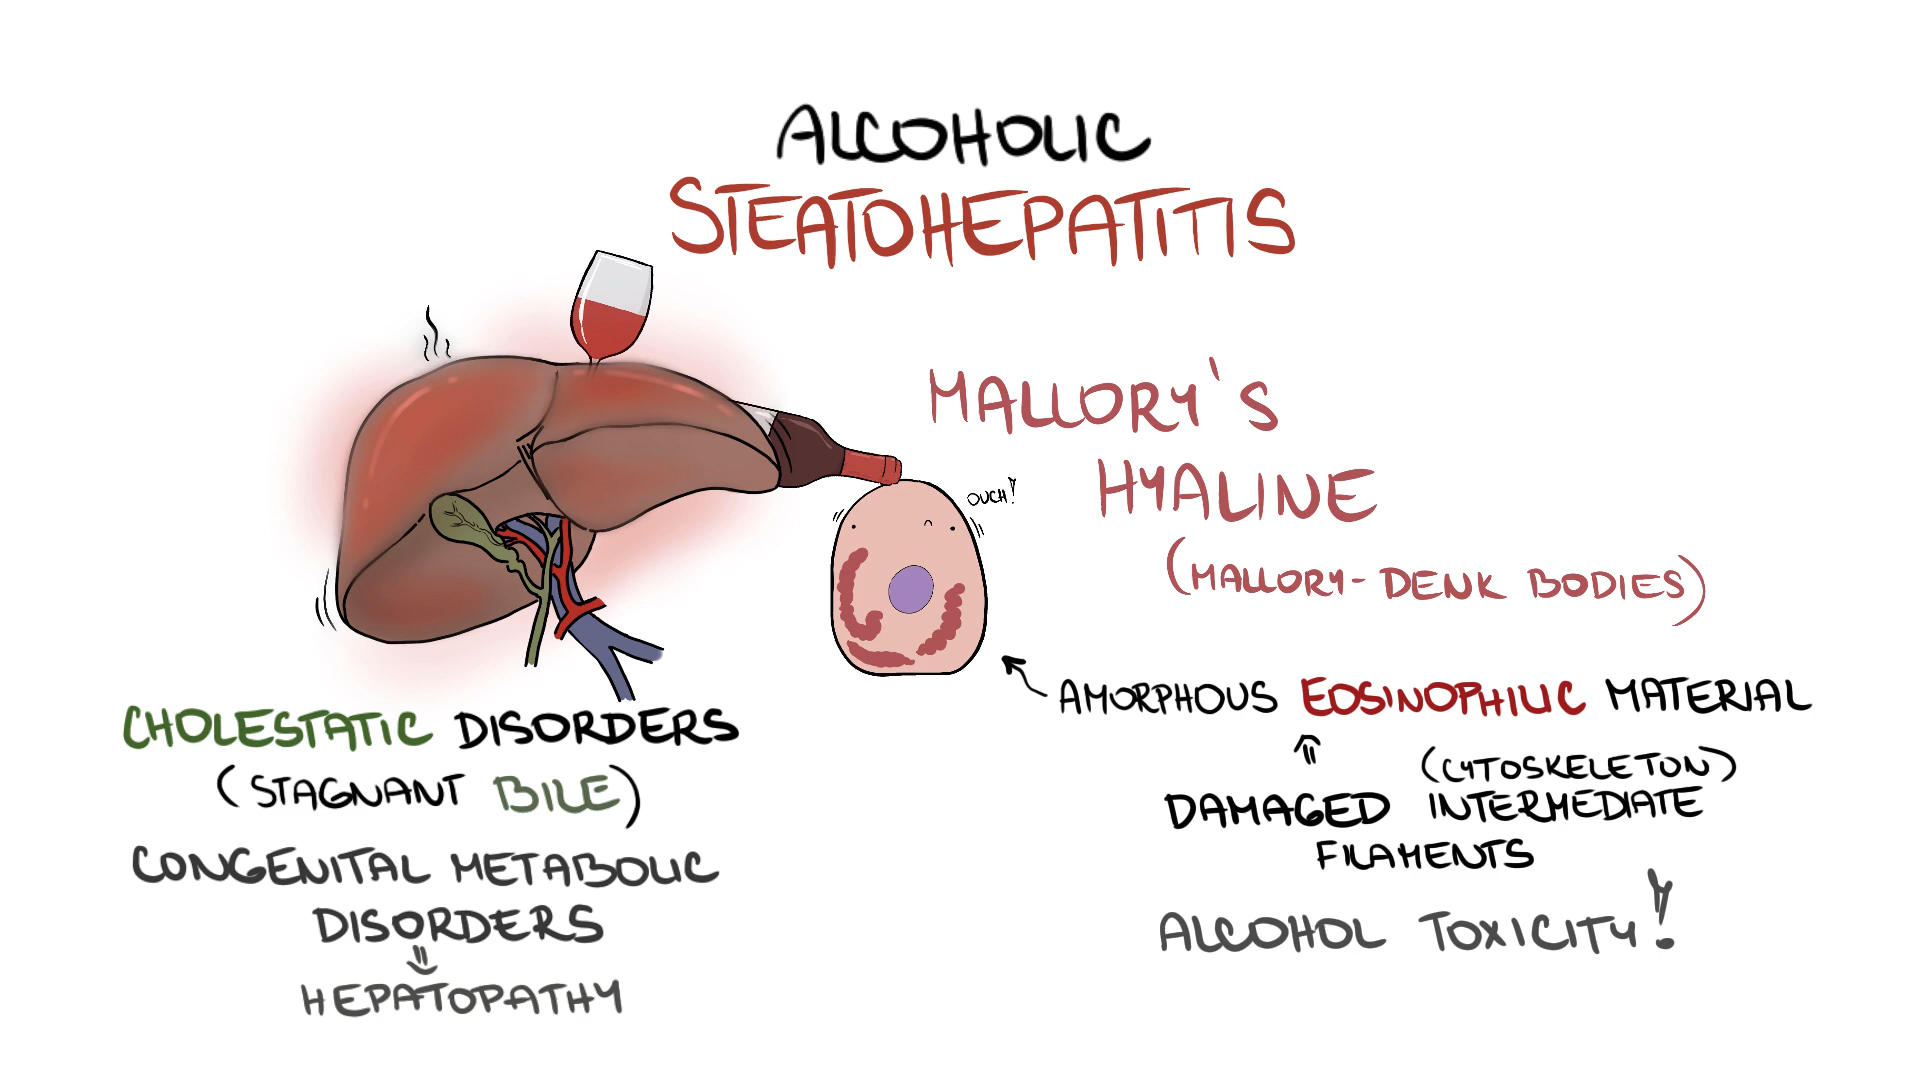 ALCOHOLIC
STEATOHEPATITIS
MALLORY'S
HYALINE
(MALLORY-DENK BODIES)
OUCH!
AMORPHOUS EOSINOPHILIC MATERIAL
(CYTOSKELETON)
DAMAGED INTERMEDIATE
FILAMENTS
ALCOHOL TOXICITY!
CHOLESTATIC DISORDERS
(STAGNANT BILE)
CONGENITAL METABOLIC
DISORDERS
HEPATOPATHY